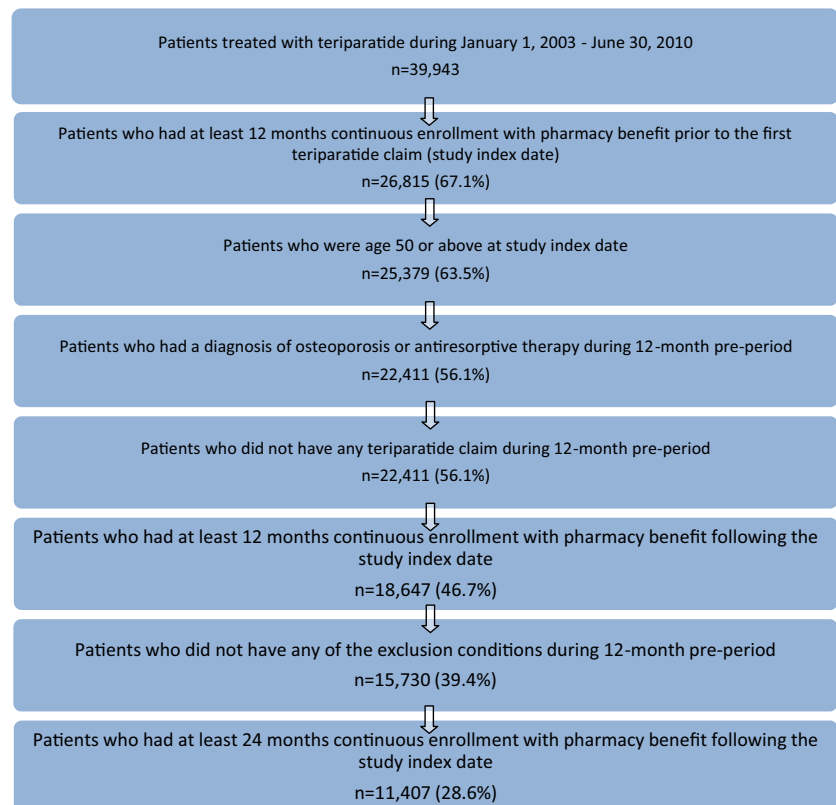 Patients treated with teriparatide during January 1, 2003 - June 30, 2010
n=39,943
Patients who had at least 12 months continuous enrollment with pharmacy benefit prior to the first
teriparatide claim (study index date)
n=26,815 (67.1%)
Patients who were age 50 or above at study index date
n=25,379 (63.5%)
Patients who had a diagnosis of osteoporosis or antiresorptive therapy during 12-month pre-period
n=22,411 (56.1%)
Patients who did not have any teriparatide claim during 12-month pre-period
n=22,411 (56.1%)
Patients who had at least 12 months continuous enrollment with pharmacy benefit following the
study index date
n=18,647 (46.7%)
Patients who did not have any of the exclusion conditions during 12-month pre-period
n=15,730 (39.4%)
Patients who had at least 24 months continuous enrollment with pharmacy benefit following the
study index date
n=11,407 (28.6%)